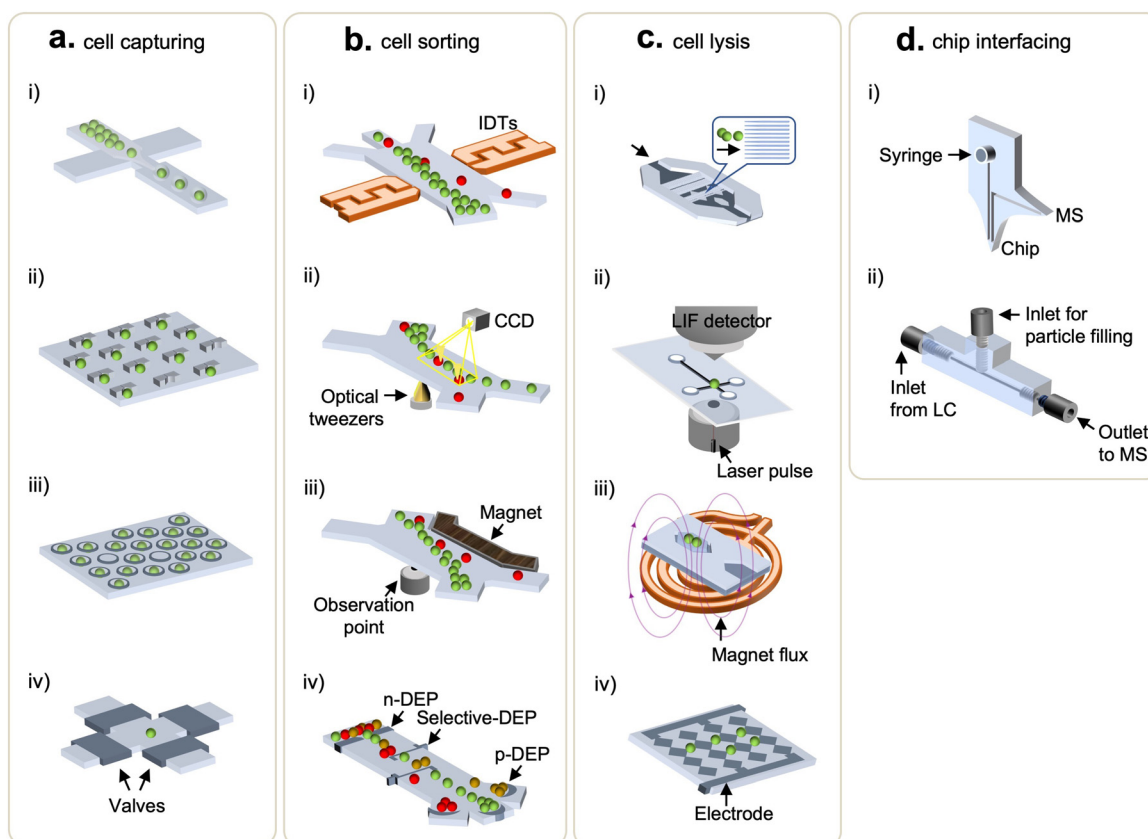 a. cell capturing
i)
ii)
iii)
iv)
Valves
b. cell sorting
i)
IDTs
ii)
CCD
Optical
tweezers
iii)
Magnet
Observation
point
iv)
n-DEP
Selective-DEP
p-DEP
c. cell lysis
i)
ii)
LIF detector
Laser pulse
iii)
Magnet flux
iv)
Electrode
d. chip interfacing
i)
Syringe
MS
Chip
ii)
Inlet for
particle filling
Inlet
from LC
Outlet
to MS